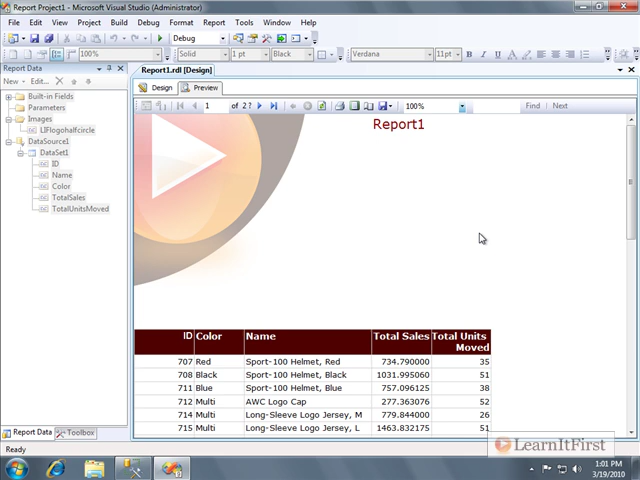 Report Project1 - Microsoft Visual Studio (Administrator)
File Edit View Project Build Debug Format Report Tools Window Help
Debug
100% Solid 1 pt Black Verdana 11pt B I U A
Report Data
Report1.rdl [Design]
New Edit...
Design Preview
Built-in Fields
Parameters
Images
LIFlogohalfcircle
DataSource1
DataSet1
ID
Name
Color
TotalSales
TotalUnitsMoved
1 of 2 ? 100% Find | Next
Report1
ID Color Name Total Sales Total Units Moved
707 Red Sport-100 Helmet, Red 734.790000 35
708 Black Sport-100 Helmet, Black 1031.995060 51
711 Blue Sport-100 Helmet, Blue 757.096125 38
712 Multi AWC Logo Cap 277.363076 52
714 Multi Long-Sleeve Logo Jersey, M 779.844000 26
715 Multi Long-Sleeve Logo Jersey, L 1463.832175 51
Report Data Toolbox
Ready
LearnItFirst
1:01 PM
3/19/2010